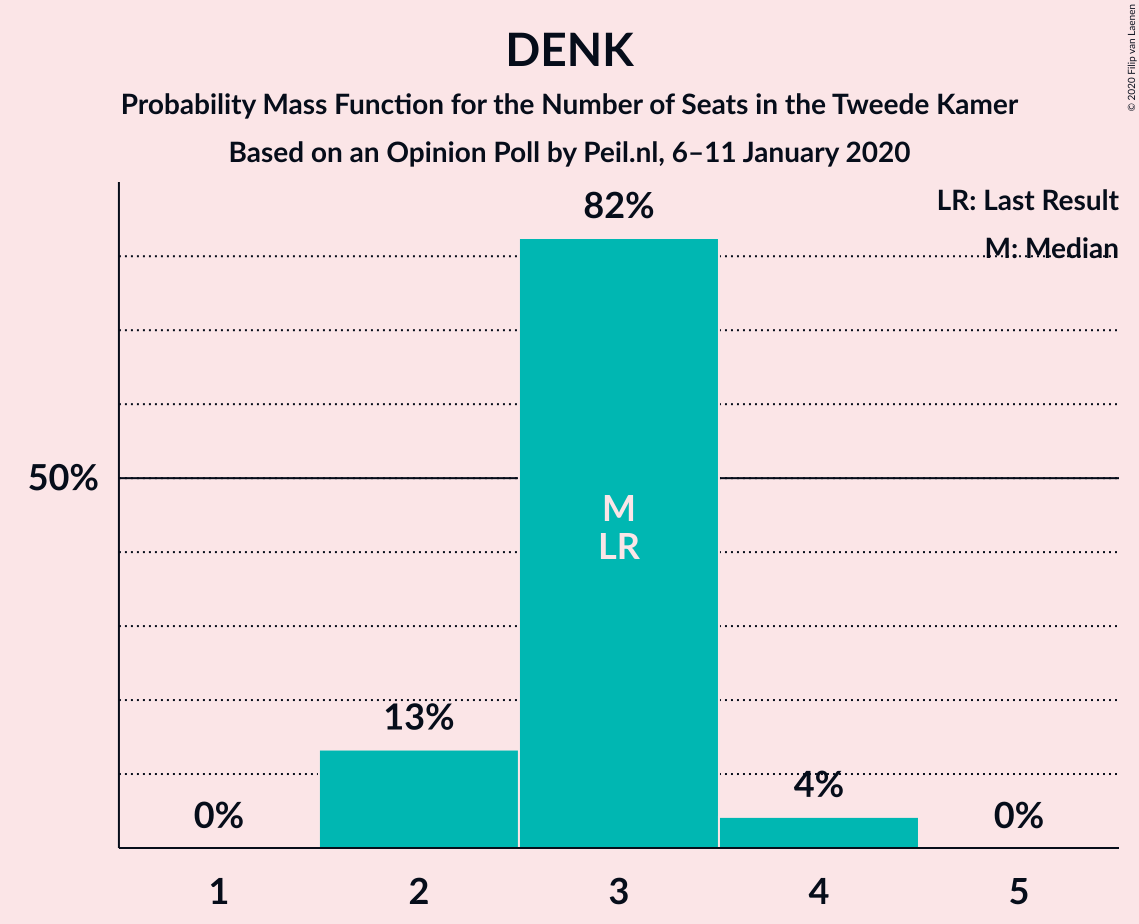 DENK
Probability Mass Function for the Number of Seats in the Tweede Kamer
Based on an Opinion Poll by Peil.nl, 6–11 January 2020
© 2020 Filip van Laenen
LR: Last Result
M: Median
82%
50%
M
LR
13%
4%
0%
0%
1 2 3 4 5